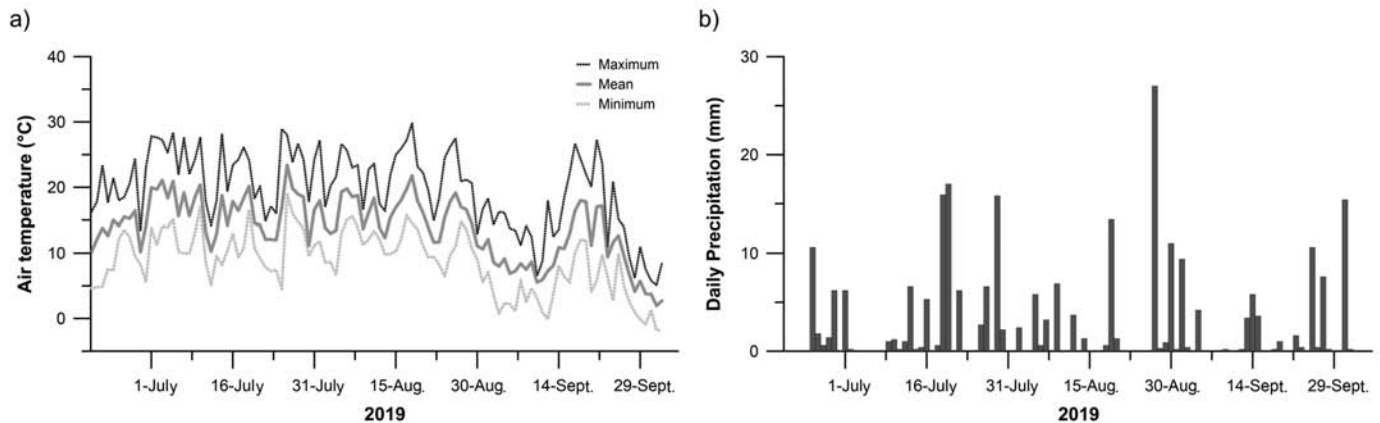 a)
40
30
20
10
0
Air temperature (°C)
Maximum
Mean
Minimum
1-July 16-July 31-July 15-Aug. 30-Aug. 14-Sept. 29-Sept.
2019
b)
30
20
10
0
Daily Precipitation (mm)
1-July 16-July 31-July 15-Aug. 30-Aug. 14-Sept. 29-Sept.
2019